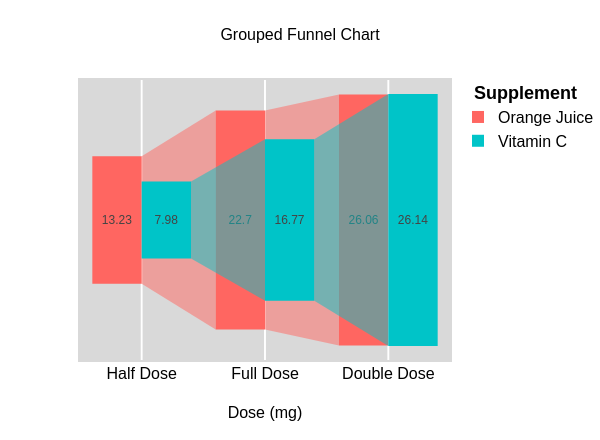 Grouped Funnel Chart
Supplement
Orange Juice
Vitamin C
13.23 7.98 22.7 16.77 26.06 26.14
Half Dose Full Dose Double Dose
Dose (mg)